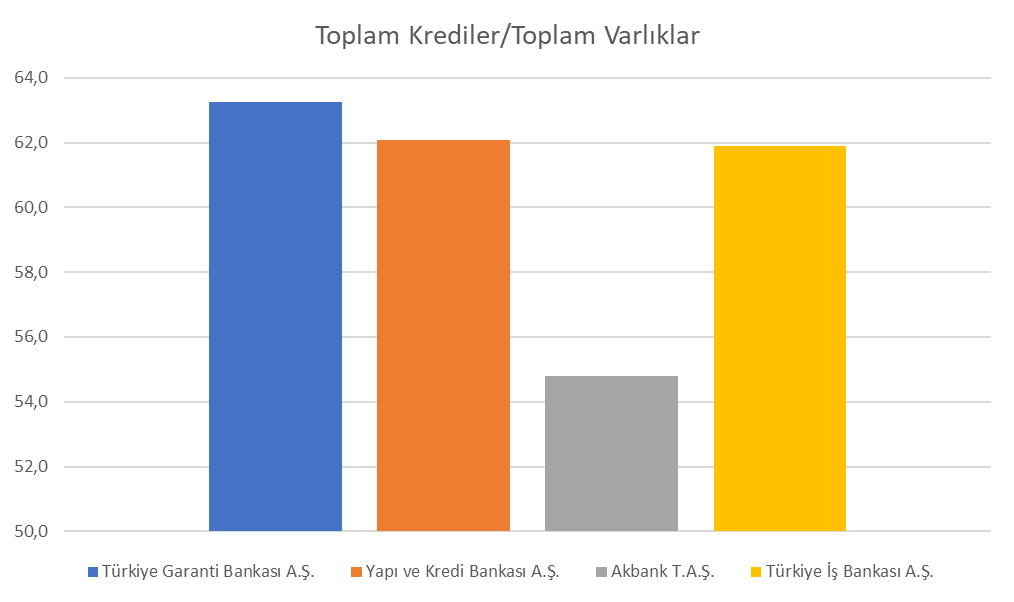 Toplam Krediler/Toplam Varlıklar
64,0
62,0
60,0
58,0
56,0
54,0
52,0
50,0
Türkiye Garanti Bankası A.Ş.
Yapı ve Kredi Bankası A.Ş.
Akbank T.A.Ş.
Türkiye İş Bankası A.Ş.